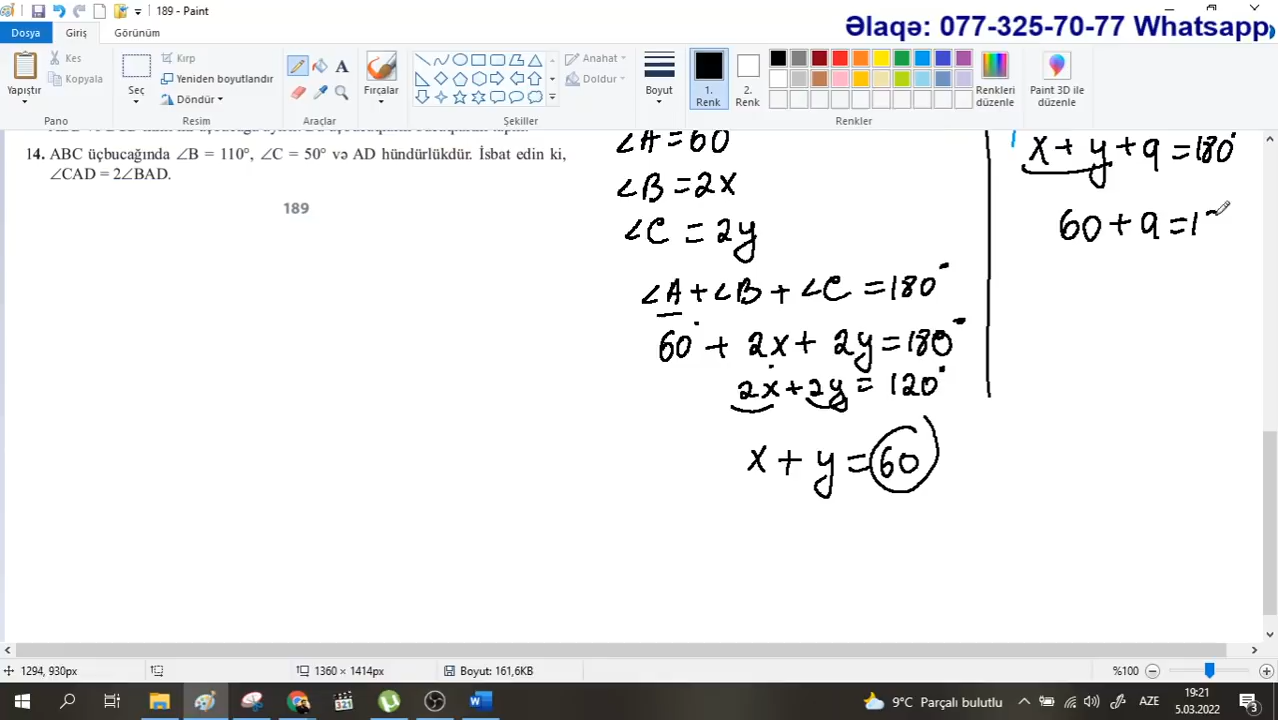 189 - Paint
Əlaqə: 077-325-70-77 Whatsapp
Dosya Giriş Görünüm
Yapıştır
Kes
Kopyala
Pano
Seç
Kırp
Yeniden boyutlandır
Döndür
Resim
A
Fırçalar
Araçlar
Anahat
Doldur
Şekiller
Boyut
1. Renk
2. Renk
Renkleri düzenle
Paint 3D ile düzenle
Renkler
14. ABC üçbucağında ∠B = 110°, ∠C = 50° və AD hündürlükdür. İsbat edin ki,
∠CAD = 2∠BAD.
189
∠A = 60
∠B = 2x
∠C = 2y
∠A + ∠B + ∠C = 180°
60° + 2x + 2y = 180°
2x + 2y = 120°
x + y = 60
x + y + a = 180°
60 + a = 1
1294, 930px
1360 × 1414px
Boyut: 161,6KB
%100
9°C Parçalı bulutlu
AZE
19:21
5.03.2022
3